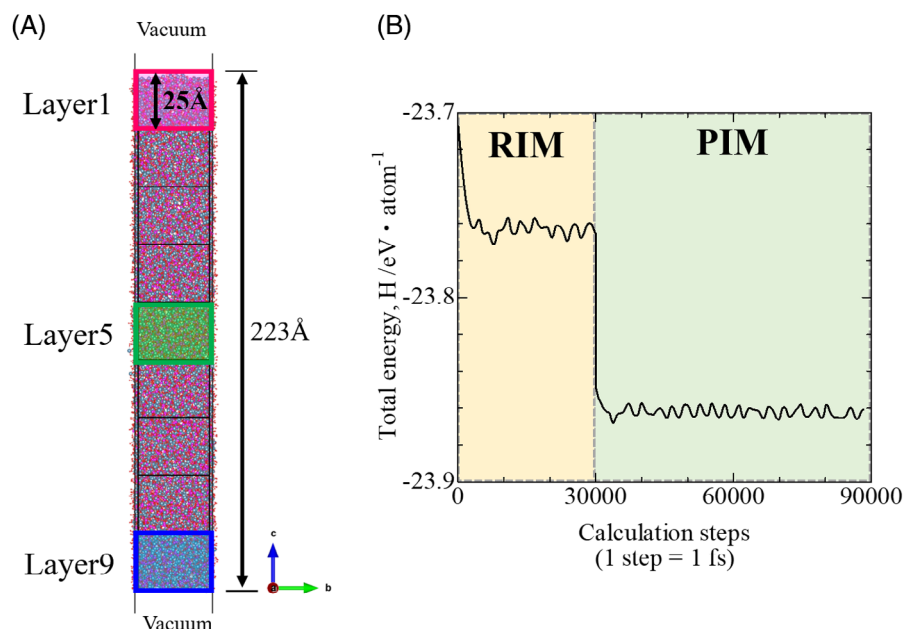 (A)
Vacuum
Layer1
25Å
Layer5
223Å
Layer9
c
a
b
Vacuum
(B)
Total energy, H /eV・atom⁻¹
-23.7
-23.8
-23.9
RIM
PIM
0
30000
60000
90000
Calculation steps
(1 step = 1 fs)